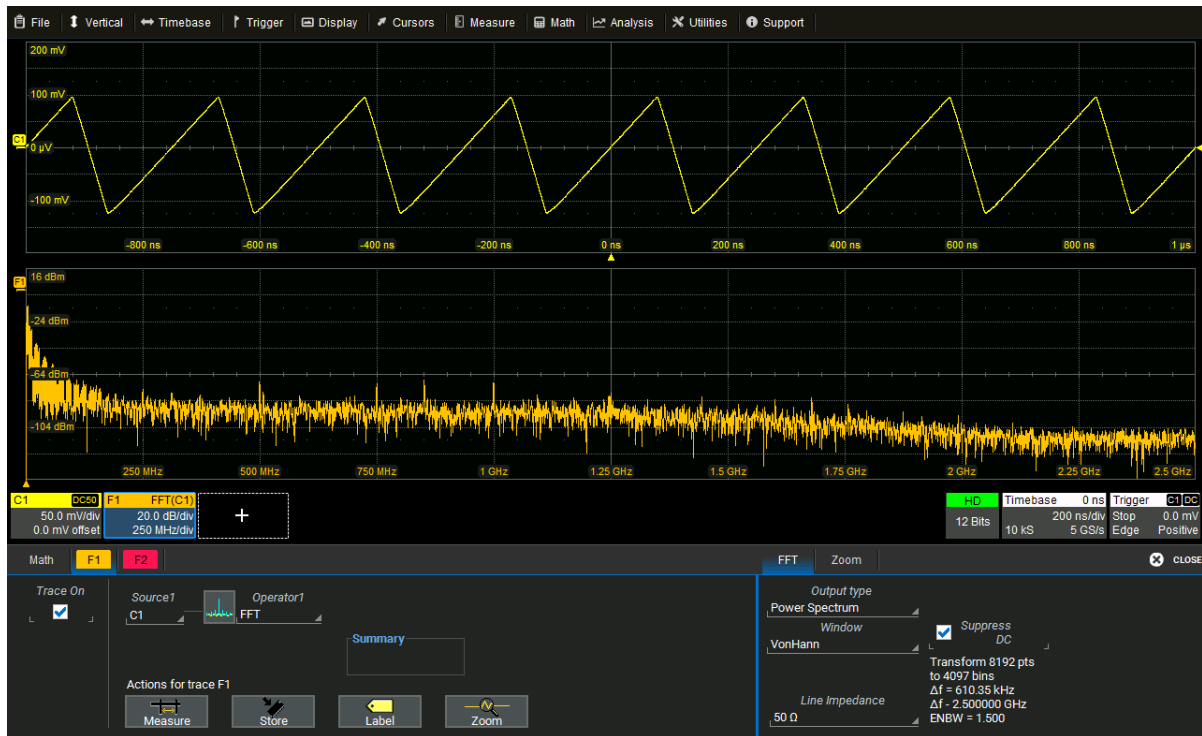 File Vertical Timebase Trigger Display Cursors Measure Math Analysis Utilities Support
200 mV
100 mV
C1
0 µV
-100 mV
-800 ns -600 ns -400 ns -200 ns 0 ns 200 ns 400 ns 600 ns 800 ns 1 µs
F1 16 dBm
-24 dBm
-64 dBm
-104 dBm
250 MHz 500 MHz 750 MHz 1 GHz 1.25 GHz 1.5 GHz 1.75 GHz 2 GHz 2.25 GHz 2.5 GHz
C1 DC50
50.0 mV/div
0.0 mV offset
F1 FFT(C1)
20.0 dB/div
250 MHz/div
+
HD
12 Bits
Timebase 0 ns
200 ns/div
10 kS 5 GS/s
Trigger C1 DC
Stop 0.0 mV
Edge Positive
Math F1 F2
Trace On
Source1
C1
Operator1
FFT
Summary
Actions for trace F1
Measure Store Label Zoom
FFT Zoom CLOSE
Output type
Power Spectrum
Window
VonHann
Suppress
DC
Transform 8192 pts
to 4097 bins
Δf = 610.35 kHz
Δf - 2.500000 GHz
ENBW = 1.500
Line Impedance
50 Ω